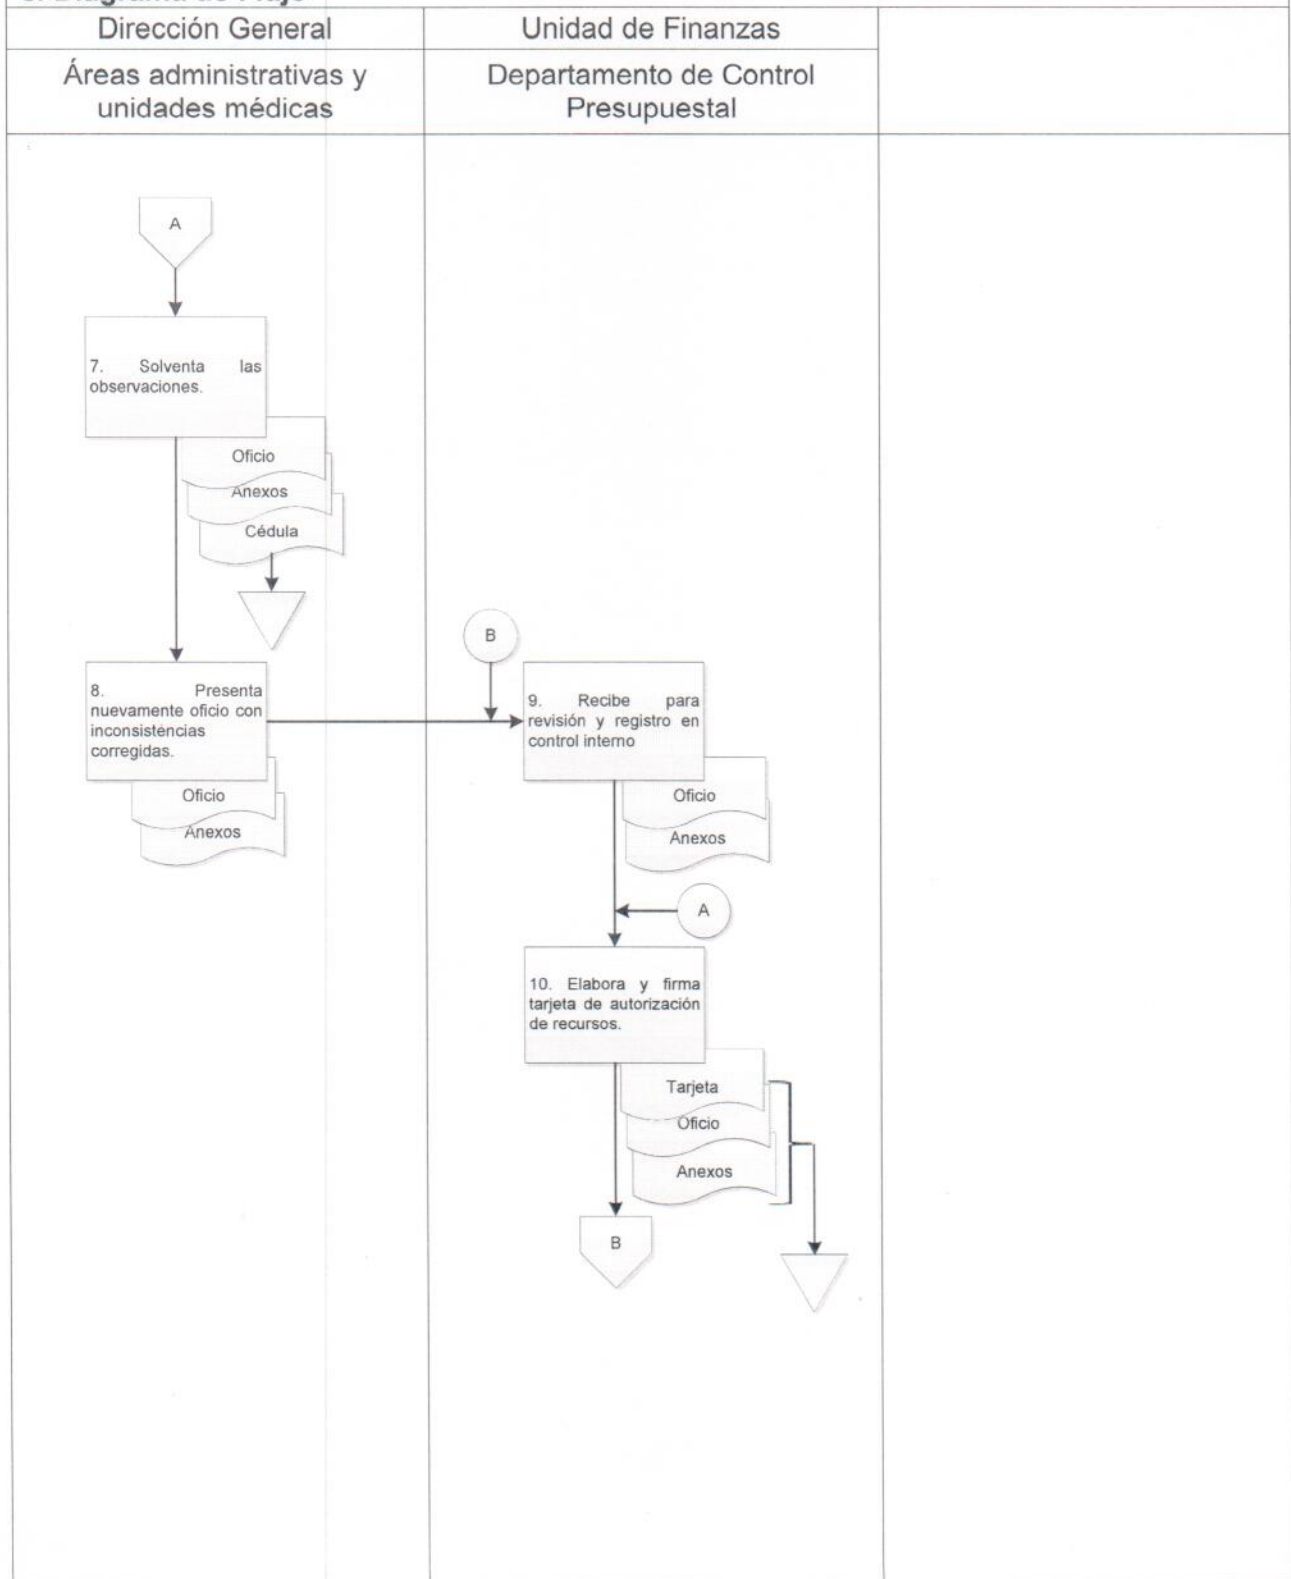 Dirección General
Unidad de Finanzas
Áreas administrativas y
unidades médicas
Departamento de Control
Presupuestal
A
7. Solventa las
observaciones.
Oficio
Anexos
Cédula
8. Presenta
nuevamente oficio con
inconsistencias
corregidas.
Oficio
Anexos
B
9. Recibe para
revisión y registro en
control interno
Oficio
Anexos
A
10. Elabora y firma
tarjeta de autorización
de recursos.
Tarjeta
Oficio
Anexos
B